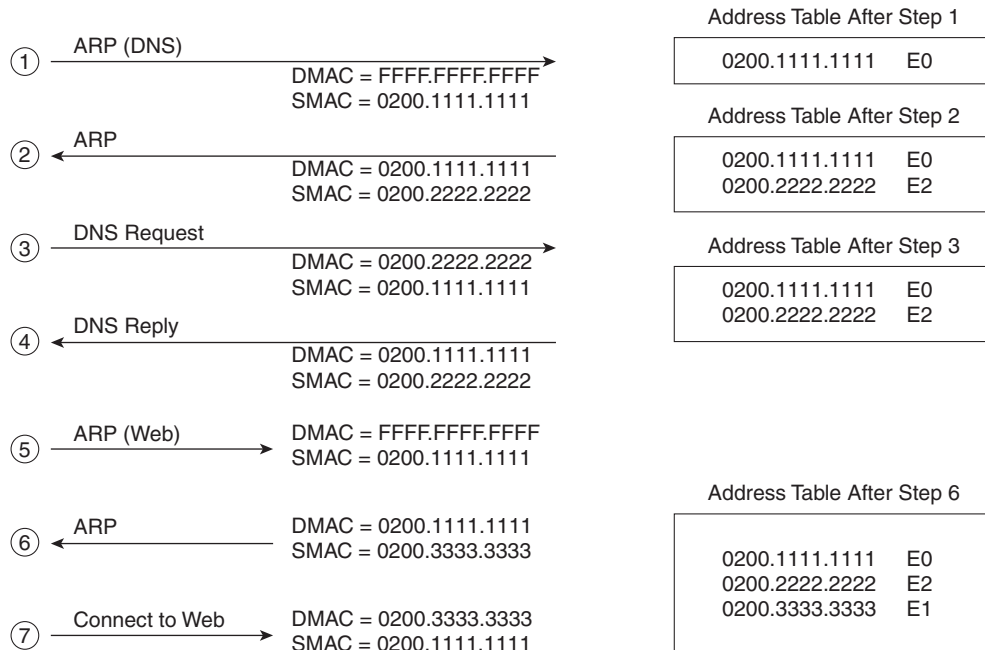 1 ARP (DNS)
DMAC = FFFF.FFFF.FFFF
SMAC = 0200.1111.1111
Address Table After Step 1
0200.1111.1111 E0
2 ARP
DMAC = 0200.1111.1111
SMAC = 0200.2222.2222
Address Table After Step 2
0200.1111.1111 E0
0200.2222.2222 E2
3 DNS Request
DMAC = 0200.2222.2222
SMAC = 0200.1111.1111
Address Table After Step 3
0200.1111.1111 E0
0200.2222.2222 E2
4 DNS Reply
DMAC = 0200.1111.1111
SMAC = 0200.2222.2222
5 ARP (Web)
DMAC = FFFF.FFFF.FFFF
SMAC = 0200.1111.1111
6 ARP
DMAC = 0200.1111.1111
SMAC = 0200.3333.3333
Address Table After Step 6
0200.1111.1111 E0
0200.2222.2222 E2
0200.3333.3333 E1
7 Connect to Web
DMAC = 0200.3333.3333
SMAC = 0200.1111.1111